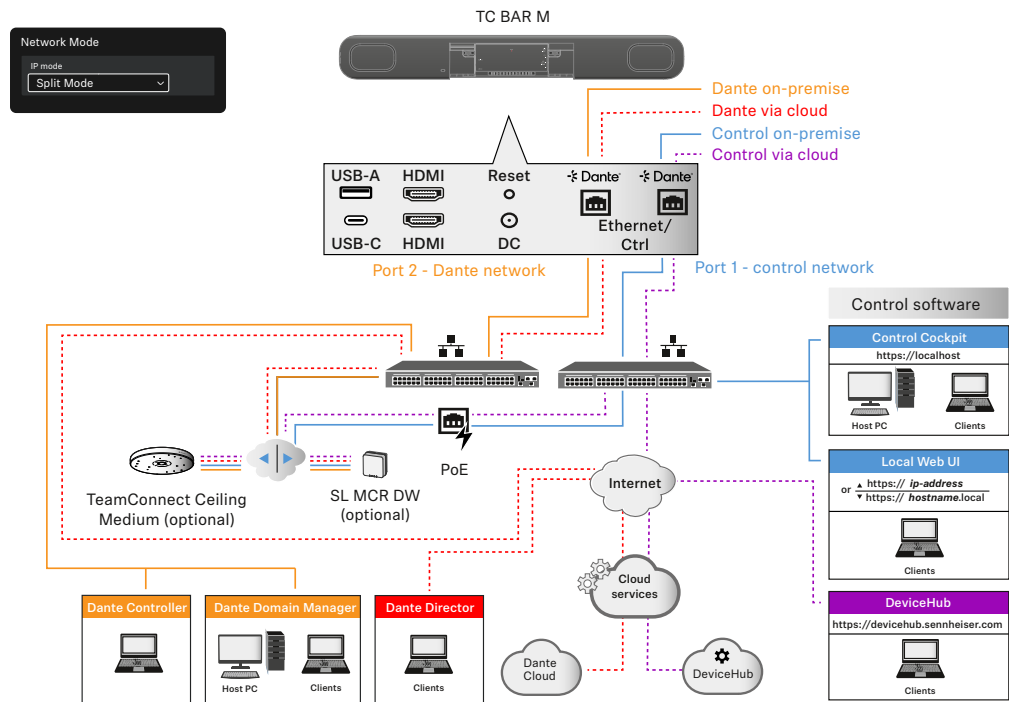 TC BAR M
Network Mode
IP mode
Split Mode
Dante on-premise
Dante via cloud
Control on-premise
Control via cloud
USB-A
HDMI
Reset
Dante
Dante
Ethernet/
Ctrl
USB-C
HDMI
DC
Port 2 - Dante network
Port 1 - control network
Control software
Control Cockpit
https://localhost
Host PC
Clients
PoE
TeamConnect Ceiling
Medium (optional)
SL MCR DW
(optional)
Internet
Local Web UI
or
https:// ip-address
https:// hostname.local
Clients
Cloud
services
Dante Controller
Dante Domain Manager
Host PC
Clients
Dante Director
Clients
Dante
Cloud
DeviceHub
DeviceHub
https://devicehub.sennheiser.com
Clients